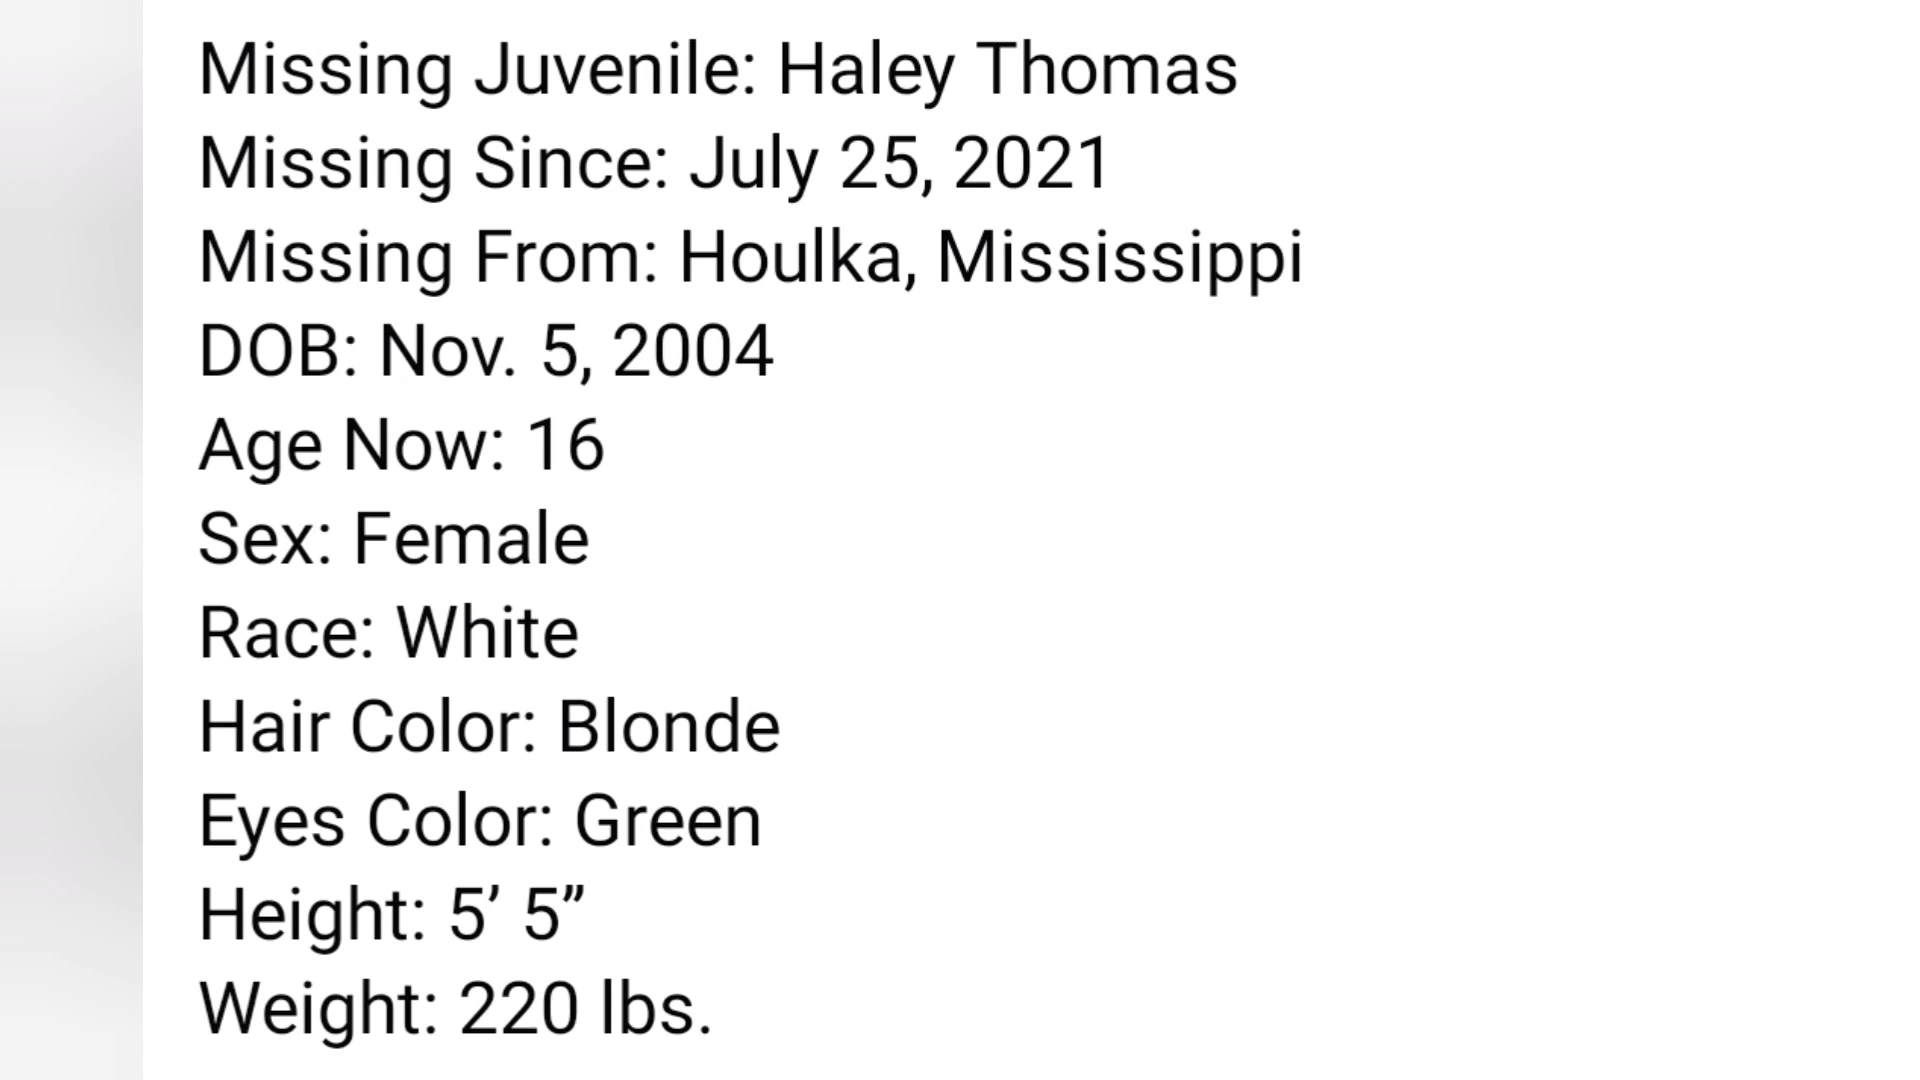 Missing Juvenile: Haley Thomas
Missing Since: July 25, 2021
Missing From: Houlka, Mississippi
DOB: Nov. 5, 2004
Age Now: 16
Sex: Female
Race: White
Hair Color: Blonde
Eyes Color: Green
Height: 5’ 5”
Weight: 220 lbs.